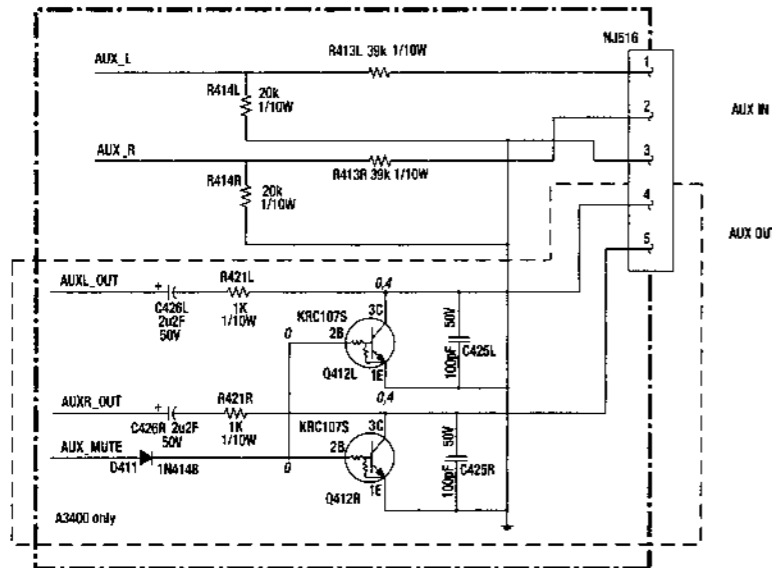 NJ516
R413L 39k 1/10W
AUX_L
1
R414L
20k
1/10W
2
AUX IN
AUX_R
3
R413R 39k 1/10W
R414R
20k
1/10W
4
AUX OUT
5
AUXL_OUT
+
R421L
0,4
C426L
2u2F
50V
1K
1/10W
KRC107S
3C
50V
0
2B
100pF
C425L
Q412L
1E
AUXR_OUT
+
R421R
0,4
C426R 2u2F
50V
1K
1/10W
KRC107S
3C
50V
AUX_MUTE
2B
0
100pF
C425R
D411
1N4148
Q412R
1E
A3400 only